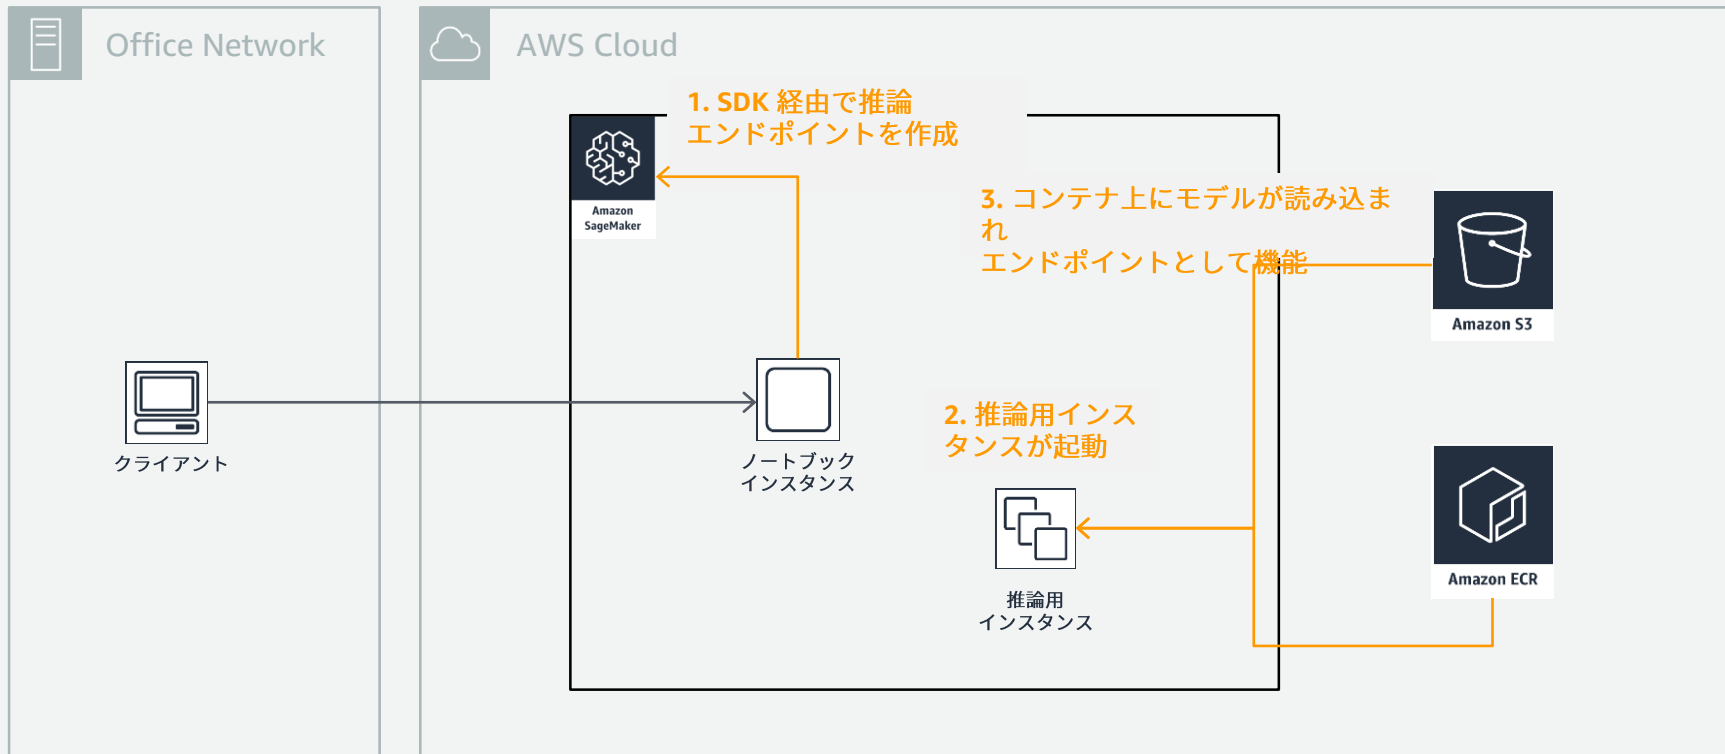 Office Network
AWS Cloud
1. SDK 経由で推論
エンドポイントを作成
Amazon
SageMaker
3. コンテナ上にモデルが読み込ま
れ
エンドポイントとして機能
Amazon S3
クライアント
ノートブック
インスタンス
2. 推論用インス
タンスが起動
推論用
インスタンス
Amazon ECR